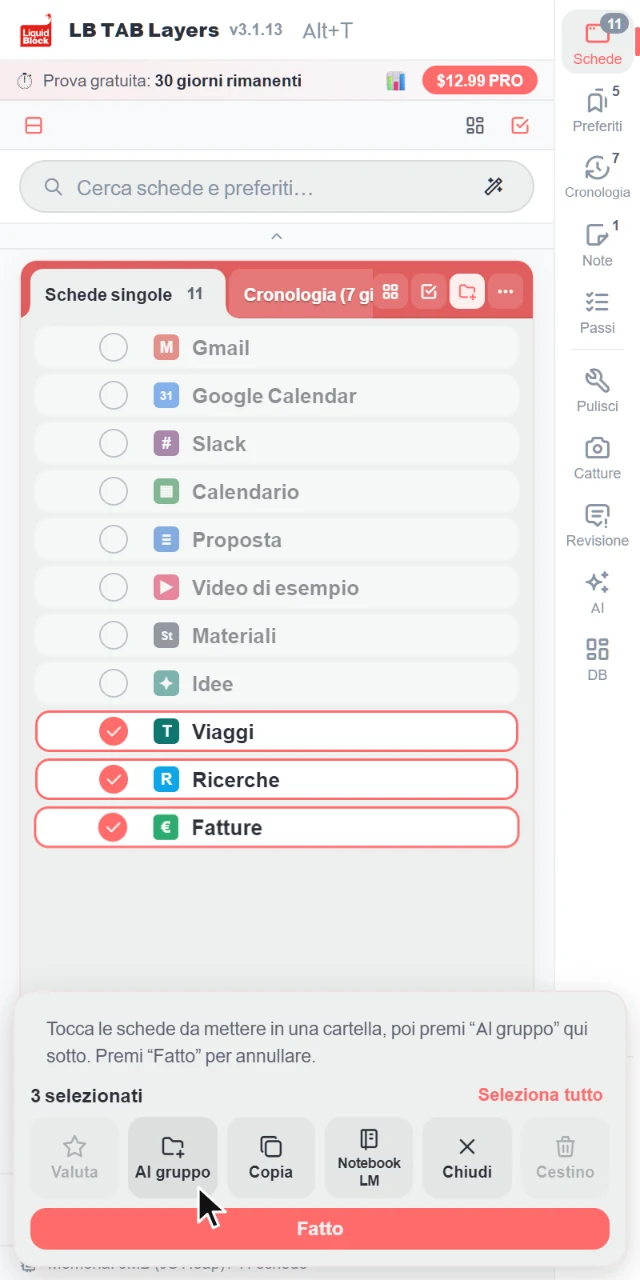 Liquid Block
LB TAB Layers v3.1.13 Alt+T
Prova gratuita: 30 giorni rimanenti
$12.99 PRO
Cerca schede e preferiti…
Schede singole 11
Cronologia (7 gi
M Gmail
31 Google Calendar
# Slack
Calendario
Proposta
Video di esempio
St Materiali
Idee
T Viaggi
R Ricerche
€ Fatture
Tocca le schede da mettere in una cartella, poi premi “Al gruppo” qui
sotto. Premi “Fatto” per annullare.
3 selezionati
Seleziona tutto
Valuta
Al gruppo
Copia
Notebook
LM
Chiudi
Cestino
Fatto
11
Schede
5
Preferiti
7
Cronologia
1
Note
Passi
Pulisci
Catture
Revisione
AI
DB